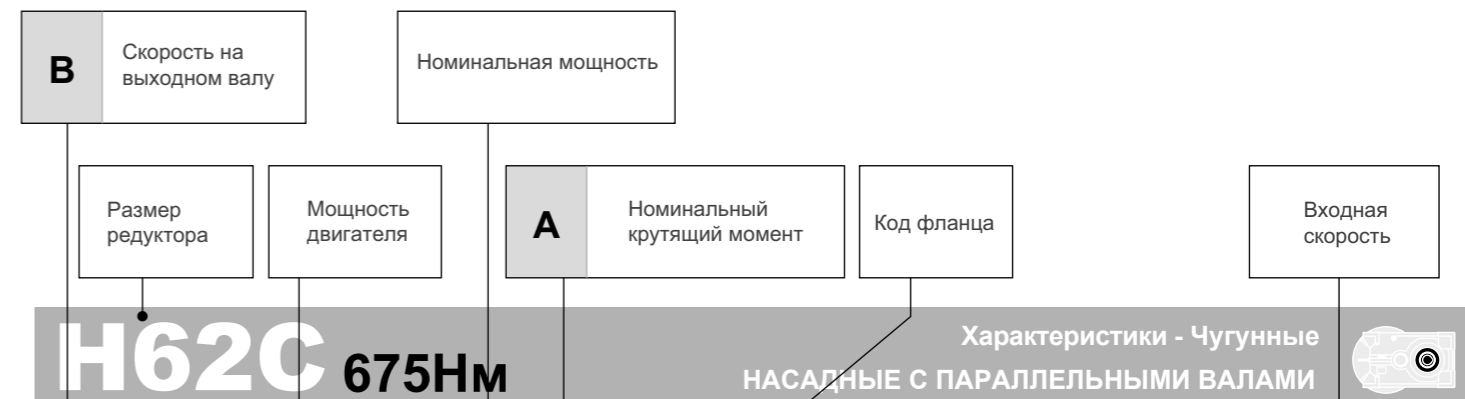 B
Скорость на
выходном валу
Номинальная мощность
Размер
редуктора
Мощность
двигателя
A
Номинальный
крутящий момент
Код фланца
Входная
скорость
H62C 675Нм
Характеристики - Чугунные
НАСАДНЫЕ С ПАРАЛЛЕЛЬНЫМИ ВАЛАМИ